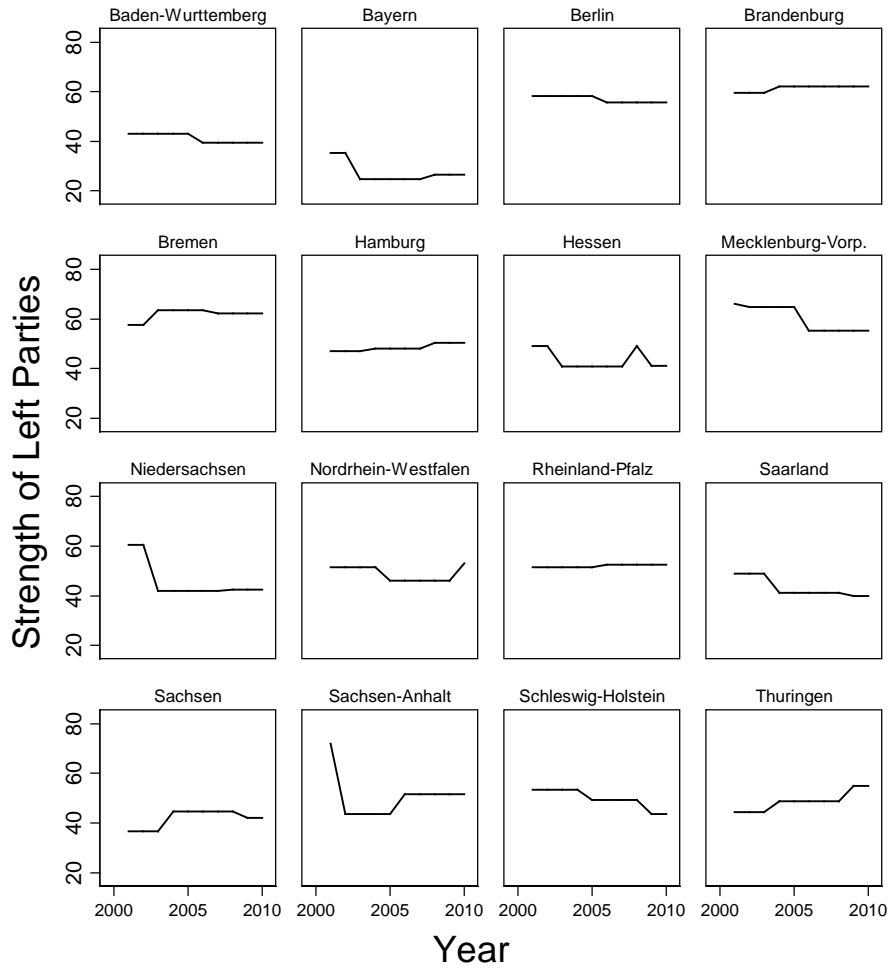 Baden-Wurttemberg
Bayern
Berlin
Brandenburg
80
60
40
20
Bremen
Hamburg
Hessen
Mecklenburg-Vorp.
80
60
40
20
Niedersachsen
Nordrhein-Westfalen
Rheinland-Pfalz
Saarland
80
60
40
20
Sachsen
Sachsen-Anhalt
Schleswig-Holstein
Thuringen
80
60
40
20
Strength of Left Parties
2000 2005 2010
2000 2005 2010
2000 2005 2010
2000 2005 2010
Year